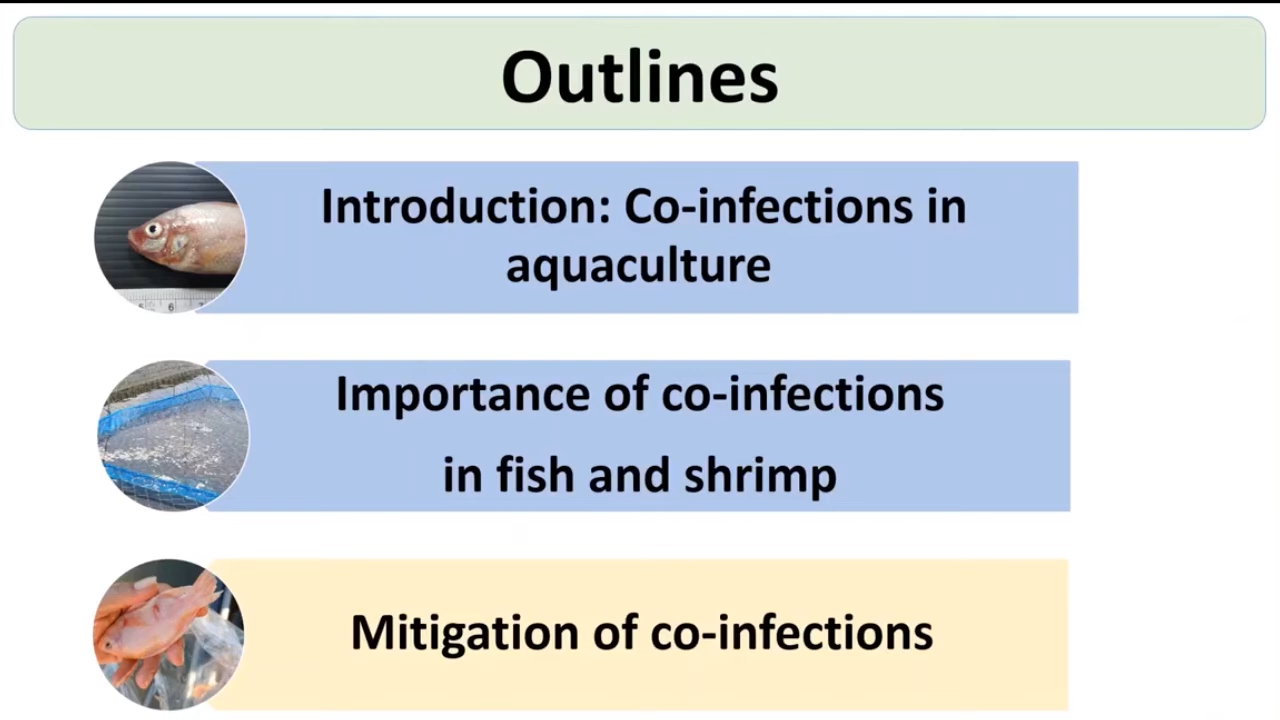 Outlines
Introduction: Co-infections in
aquaculture
Importance of co-infections
in fish and shrimp
Mitigation of co-infections